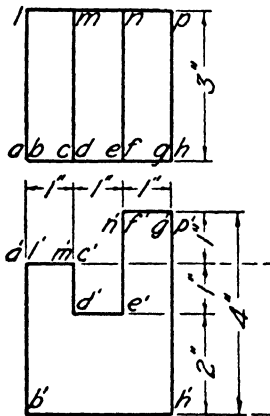 l m n p
3"
a b c d e f g h
1" 1" 1"
n' f' g p'
a' l' m' c'
1"
4"
d' e'
1"
2"
b' h'